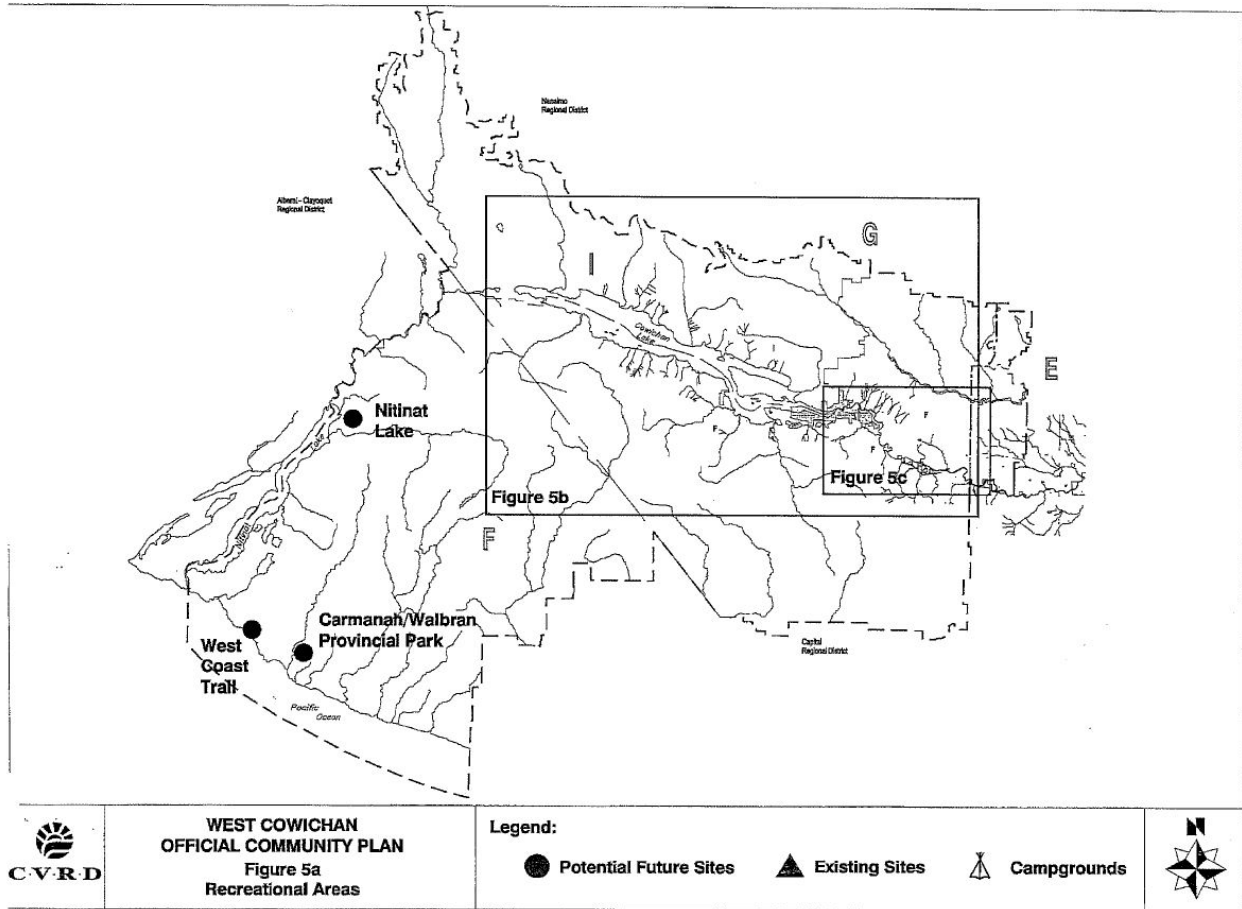 Nanaimo
Regional District
Alberni - Clayoquot
Regional District
G
I
E
Cowichan
Lake
I
F
F
F
Nitinat
Lake
Lake
Nitinat
Figure 5b
Figure 5c
F
I
West
Coast
Trail
Carmanah/Walbran
Provincial Park
Capital
Regional District
Pacific
Ocean
C·V·R·D
WEST COWICHAN
OFFICIAL COMMUNITY PLAN
Figure 5a
Recreational Areas
Legend:
Potential Future Sites
Existing Sites
Campgrounds
N